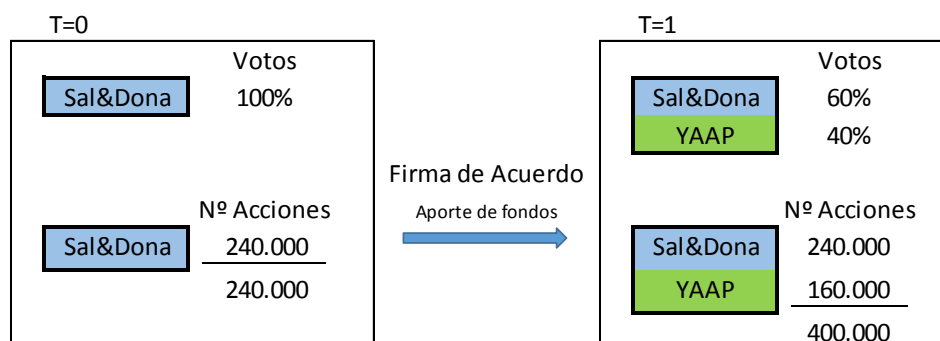 T=0
Votos
Sal&Dona 100%
Nº Acciones
Sal&Dona 240.000
240.000
Firma de Acuerdo
Aporte de fondos
T=1
Votos
Sal&Dona 60%
YAAP 40%
Nº Acciones
Sal&Dona 240.000
YAAP 160.000
400.000